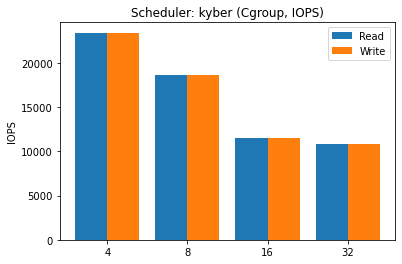 Scheduler: kyber (Cgroup, IOPS)
Read
Write
IOPS
20000
15000
10000
5000
0
4 8 16 32